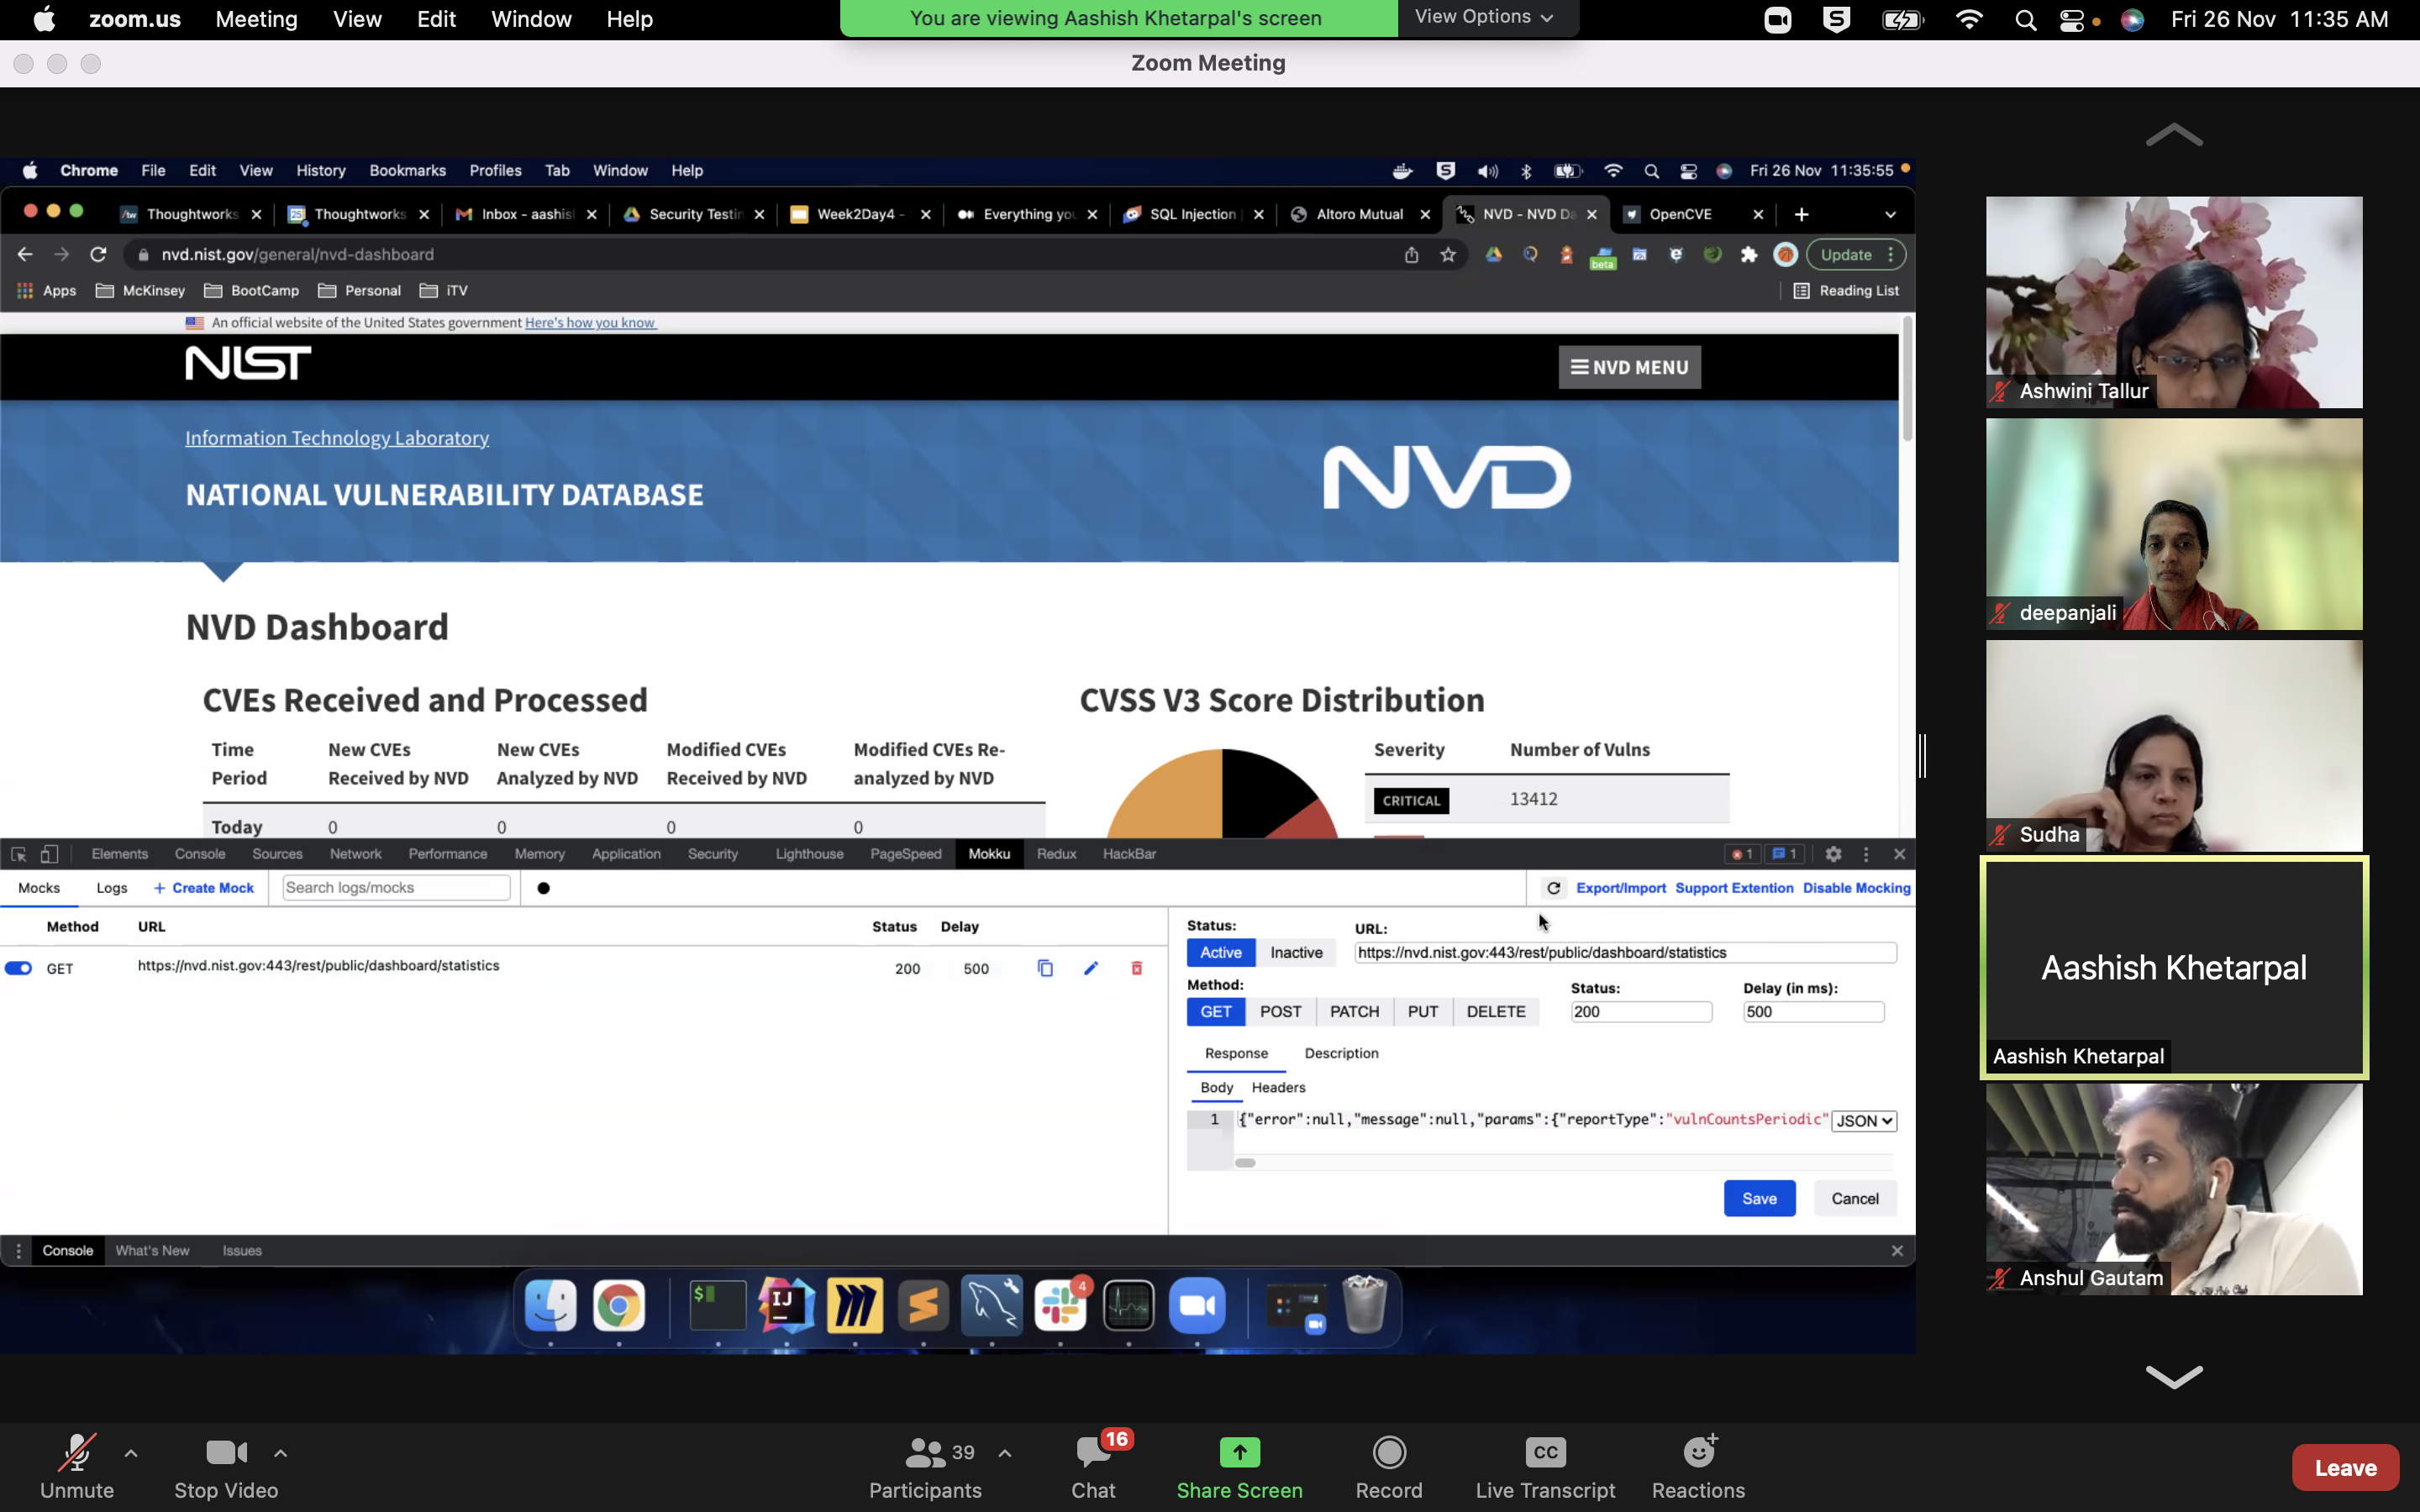 zoom.us Meeting View Edit Window Help
You are viewing Aashish Khetarpal's screen View Options
Fri 26 Nov 11:35 AM
Zoom Meeting
Chrome File Edit View History Bookmarks Profiles Tab Window Help
Fri 26 Nov 11:35:55
Thoughtworks Thoughtworks Inbox - aashis Security Testin Week2Day4 - Everything you SQL Injection Altoro Mutual NVD - NVD Da OpenCVE
nvd.nist.gov/general/nvd-dashboard
beta
Update
Apps McKinsey BootCamp Personal iTV Reading List
An official website of the United States government Here's how you know
NIST
NVD MENU
Information Technology Laboratory
NATIONAL VULNERABILITY DATABASE
NVD
NVD Dashboard
CVEs Received and Processed
Time Period New CVEs Received by NVD New CVEs Analyzed by NVD Modified CVEs Received by NVD Modified CVEs Re-analyzed by NVD
Today 0 0 0 0
CVSS V3 Score Distribution
Severity Number of Vulns
CRITICAL 13412
Elements Console Sources Network Performance Memory Application Security Lighthouse PageSpeed Mokku Redux HackBar 1 1
Mocks Logs + Create Mock Search logs/mocks
Export/Import Support Extention Disable Mocking
Method URL Status Delay
GET https://nvd.nist.gov:443/rest/public/dashboard/statistics 200 500
Status: URL:
Active Inactive https://nvd.nist.gov:443/rest/public/dashboard/statistics
Method: Status: Delay (in ms):
GET POST PATCH PUT DELETE 200 500
Response Description
Body Headers
1 {"error":null,"message":null,"params":{"reportType":"vulnCountsPeriodic" JSON
Save Cancel
Console What's New Issues
$
IJ
4
Ashwini Tallur
deepanjali
Sudha
Aashish Khetarpal
Aashish Khetarpal
Anshul Gautam
39
16
CC
Unmute Stop Video Participants Chat Share Screen Record Live Transcript Reactions
Leave